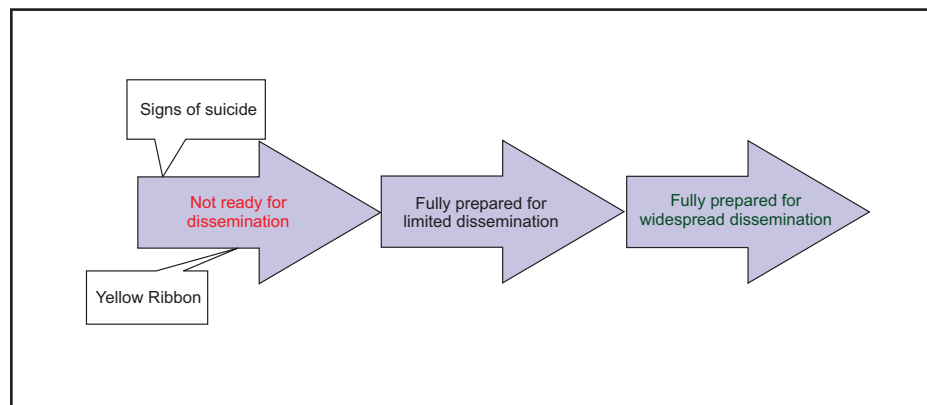 Signs of suicide
Not ready for
dissemination
Fully prepared for
limited dissemination
Fully prepared for
widespread dissemination
Yellow Ribbon